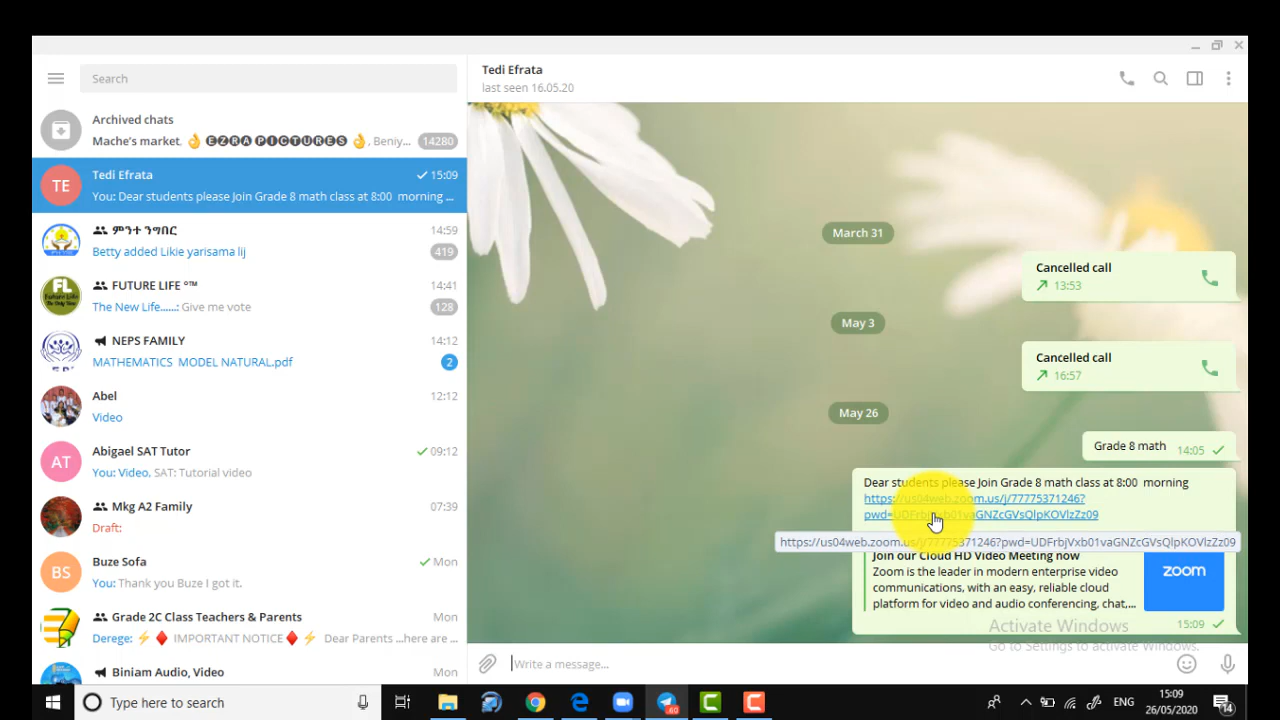 Search
Archived chats
Mache's market, 👌 🅔🅩🅡🅐 🅟🅘🅒🅣🅤🅡🅔🅢 👌, Beniy...
14280
TE
Tedi Efrata
15:09
You: Dear students please Join Grade 8 math class at 8:00 morning ...
ምንተ ንግበር
14:59
Betty added Likie yarisama lij
419
FL
FUTURE LIFE °™
14:41
The New Life......: Give me vote
128
NEPS FAMILY
14:12
MATHEMATICS MODEL NATURAL.pdf
2
Abel
12:12
Video
AT
Abigael SAT Tutor
09:12
You: Video, SAT: Tutorial video
Mkg A2 Family
07:39
Draft:
BS
Buze Sofa
Mon
You: Thank you Buze I got it.
Grade 2C Class Teachers & Parents
Mon
Derege: ⚡♦ IMPORTANT NOTICE♦⚡ Dear Parents ...here are ...
Biniam Audio, Video
Mon
Tedi Efrata
last seen 16.05.20
March 31
Cancelled call
13:53
May 3
Cancelled call
16:57
May 26
Grade 8 math
14:05
Dear students please Join Grade 8 math class at 8:00 morning
https://us04web.zoom.us/j/77775371246?
pwd=UDFrbjVxb01vaGNZcGVsQlpKOVlzZz09
https://us04web.zoom.us/j/77775371246?pwd=UDFrbjVxb01vaGNZcGVsQlpKOVlzZz09
Join our Cloud HD Video Meeting now
Zoom is the leader in modern enterprise video
communications, with an easy, reliable cloud
platform for video and audio conferencing, chat,...
zoom
15:09
Activate Windows
Go to Settings to activate Windows.
Write a message...
Type here to search
60
ENG
15:09
26/05/2020
14